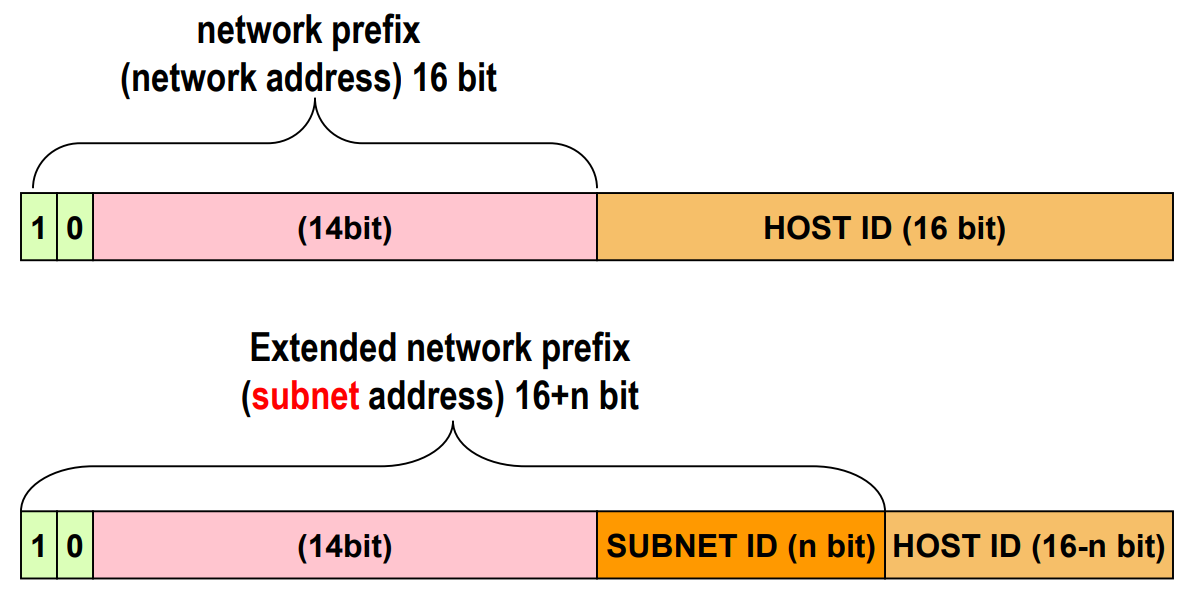 network prefix
(network address) 16 bit
1 0 (14bit) HOST ID (16 bit)
Extended network prefix
(subnet address) 16+n bit
1 0 (14bit) SUBNET ID (n bit) HOST ID (16-n bit)